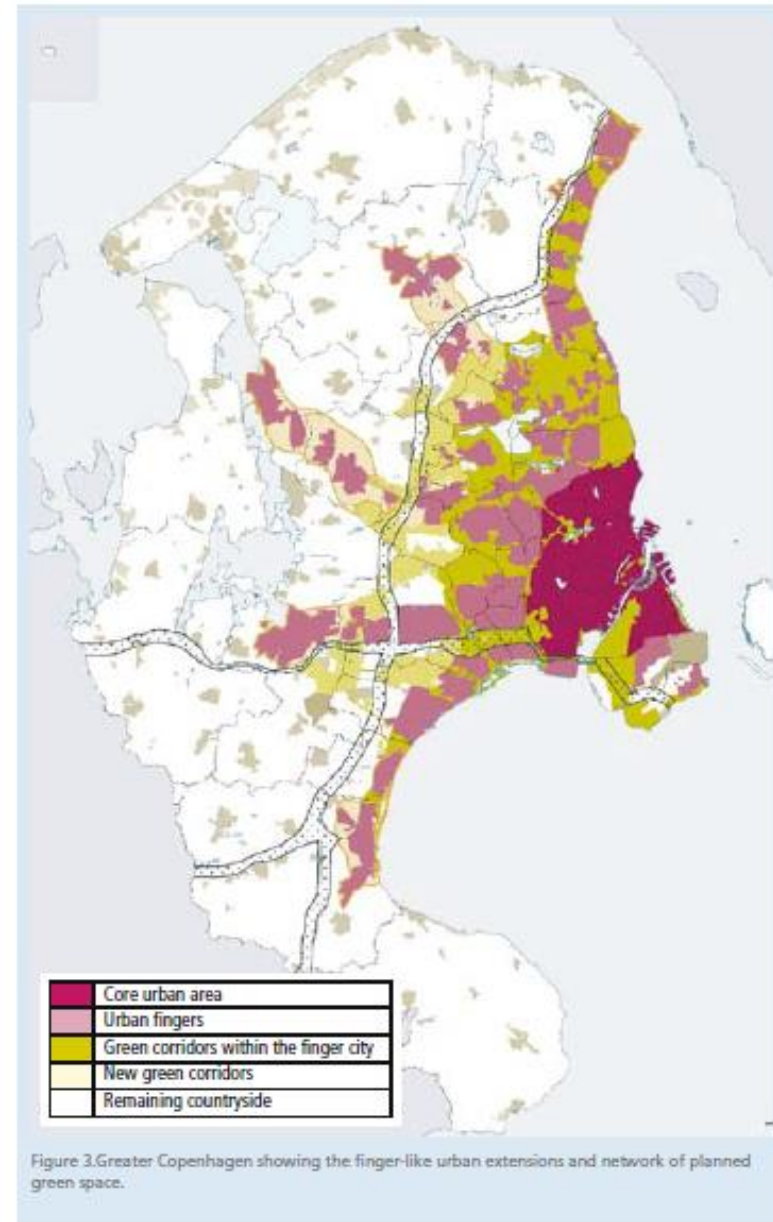 Core urban area
Urban fingers
Green corridors within the finger city
New green corridors
Remaining countryside
Figure 3.Greater Copenhagen showing the finger-like urban extensions and network of planned
green space.